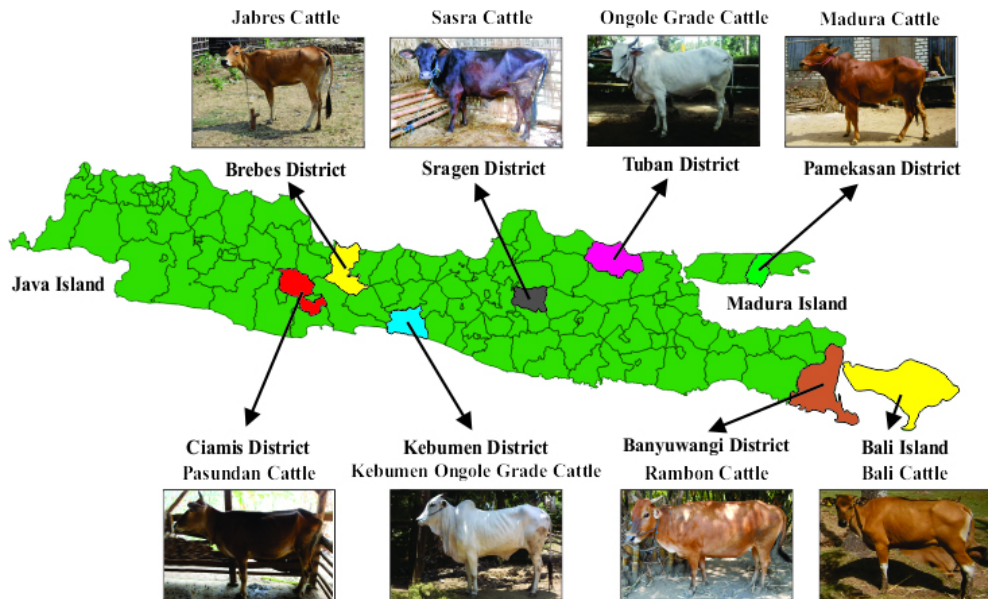 Jabres Cattle
Sasra Cattle
Ongole Grade Cattle
Madura Cattle
Brebes District
Sragen District
Tuban District
Pamekasan District
Java Island
Madura Island
Ciamis District
Pasundan Cattle
Kebumen District
Kebumen Ongole Grade Cattle
Banyuwangi District
Rambon Cattle
Bali Island
Bali Cattle